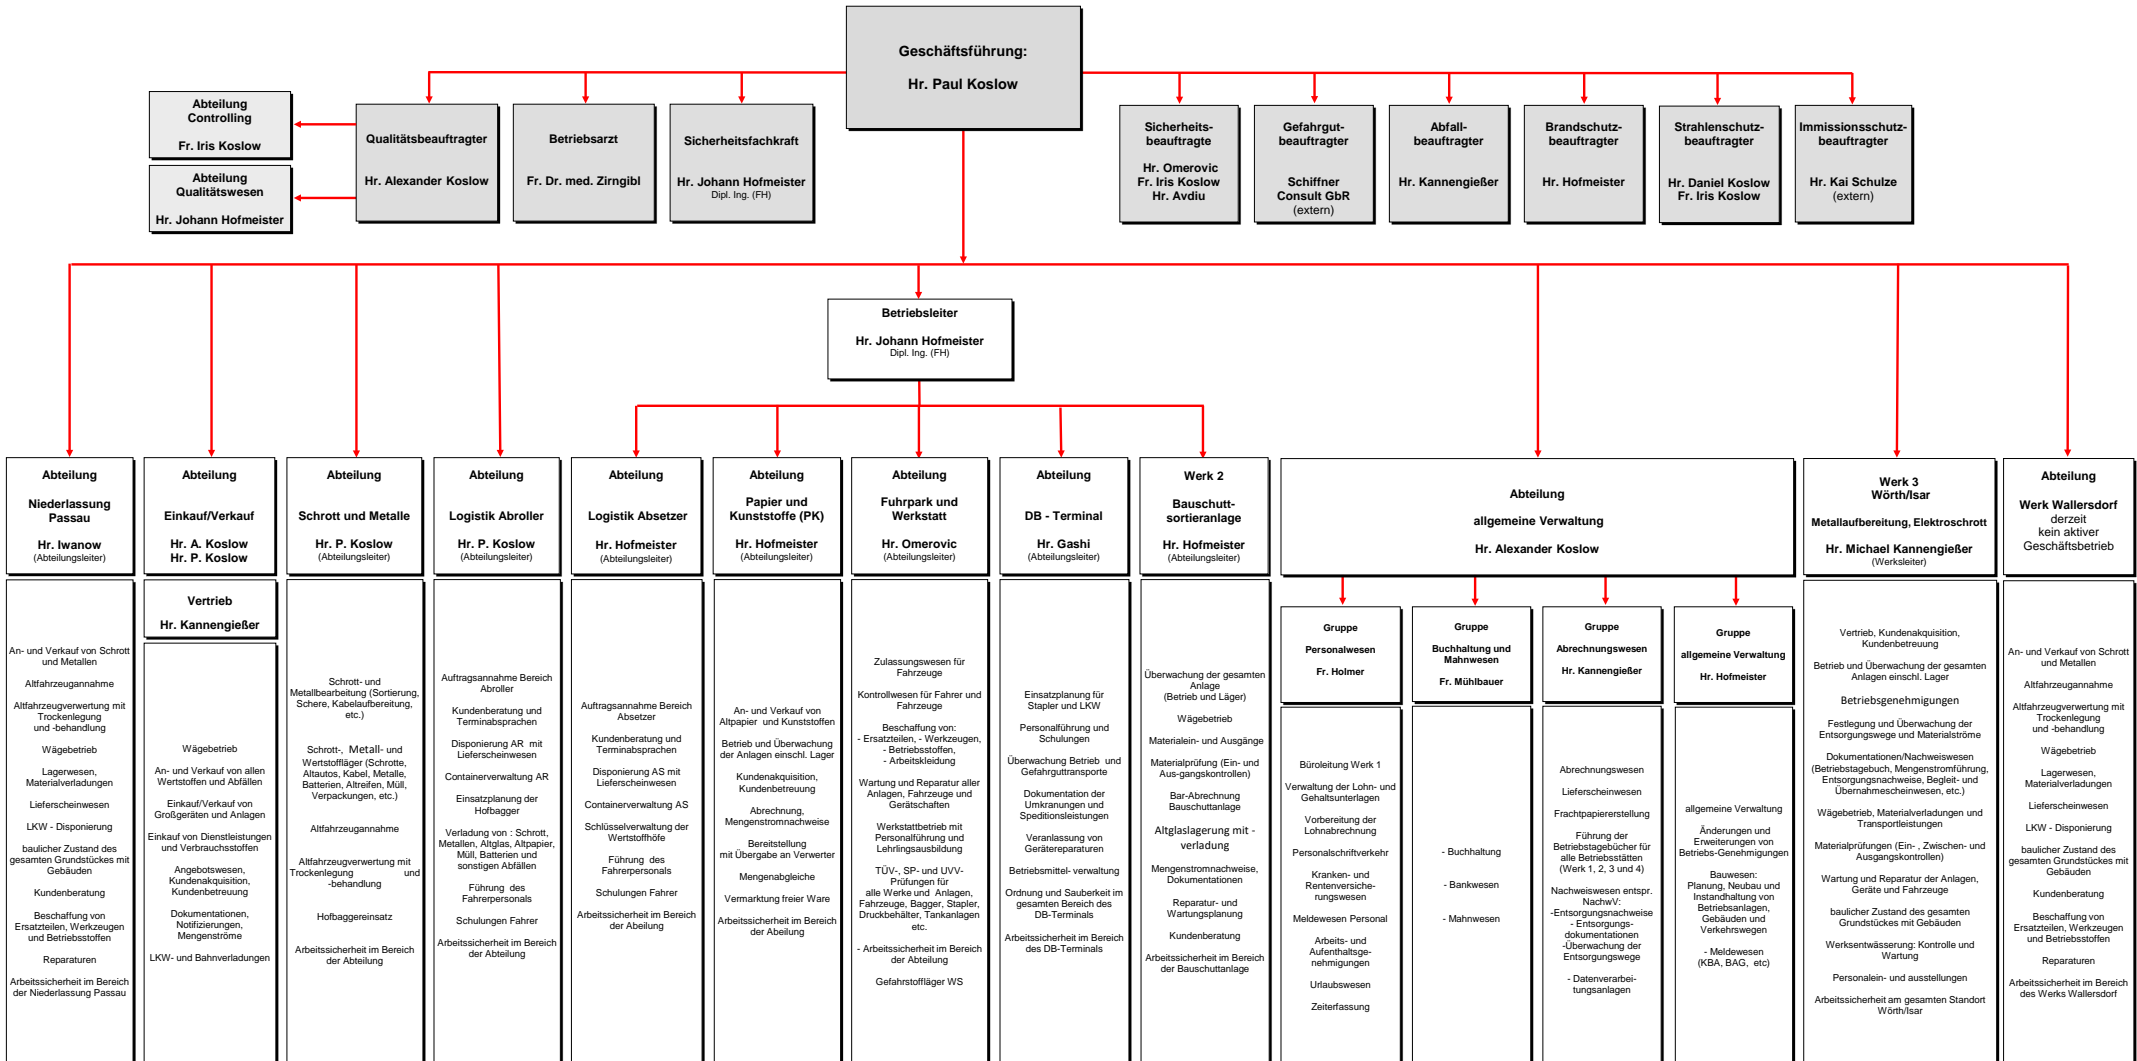 Geschäftsführung:
Hr. Paul Koslow
Abteilung
Controlling
Fr. Iris Koslow
Abteilung
Qualitätswesen
Hr. Johann Hofmeister
Qualitätsbeauftragter
Hr. Alexander Koslow
Betriebsarzt
Fr. Dr. med. Zirngibl
Sicherheitsfachkraft
Hr. Johann Hofmeister
Dipl. Ing. (FH)
Sicherheits-
beauftragte
Hr. Omerovic
Fr. Iris Koslow
Hr. Avdiu
Gefahrgut-
beauftragter
Schiffner
Consult GbR
(extern)
Abfall-
beauftragter
Hr. Kannengießer
Brandschutz-
beauftragter
Hr. Hofmeister
Strahlenschutz-
beauftragter
Hr. Daniel Koslow
Fr. Iris Koslow
Immissionsschutz-
beauftragter
Hr. Kai Schulze
(extern)
Betriebsleiter
Hr. Johann Hofmeister
Dipl. Ing. (FH)
Abteilung
Niederlassung
Passau
Hr. Iwanow
(Abteilungsleiter)
An- und Verkauf von Schrott
und Metallen
Altfahrzeugannahme
Altfahrzeugverwertung mit
Trockenlegung
und -behandlung
Wägebetrieb
Lagerwesen,
Materialverladungen
Lieferscheinwesen
LKW - Disponierung
baulicher Zustand des
gesamten Grundstückes mit
Gebäuden
Kundenberatung
Beschaffung von
Ersatzteilen, Werkzeugen
und Betriebsstoffen
Reparaturen
Arbeitssicherheit im Bereich
der Niederlassung Passau
Abteilung
Einkauf/Verkauf
Hr. A. Koslow
Hr. P. Koslow
Vertrieb
Hr. Kannengießer
Wägebetrieb
An- und Verkauf von allen
Wertstoffen und Abfällen
Einkauf/Verkauf von
Großgeräten und Anlagen
Einkauf von Dienstleistungen
und Verbrauchsstoffen
Angebotswesen,
Kundenakquisition,
Kundenbetreuung
Dokumentationen,
Notifizierungen,
Mengenströme
LKW- und Bahnverladungen
Abteilung
Schrott und Metalle
Hr. P. Koslow
(Abteilungsleiter)
Schrott- und
Metallbearbeitung (Sortierung,
Schere, Kabelaufbereitung,
etc.)
Schrott-, Metall- und
Wertstoffläger (Schrotte,
Altautos, Kabel, Metalle,
Batterien, Altreifen, Müll,
Verpackungen, etc.)
Altfahrzeugannahme
Altfahrzeugverwertung mit
Trockenlegung und
-behandlung
Hofbaggereinsatz
Arbeitssicherheit im Bereich
der Abteilung
Abteilung
Logistik Abroller
Hr. P. Koslow
(Abteilungsleiter)
Auftragsannahme Bereich
Abroller
Kundenberatung und
Terminabsprachen
Disponierung AR mit
Lieferscheinwesen
Containerverwaltung AR
Einsatzplanung der
Hofbagger
Verladung von : Schrott,
Metallen, Altglas, Altpapier,
Müll, Batterien und
sonstigen Abfällen
Führung des
Fahrerpersonals
Schulungen Fahrer
Arbeitssicherheit im Bereich
der Abteilung
Abteilung
Logistik Absetzer
Hr. Hofmeister
(Abteilungsleiter)
Auftragsannahme Bereich
Absetzer
Kundenberatung und
Terminabsprachen
Disponierung AS mit
Lieferscheinwesen
Containerverwaltung AS
Schlüsselverwaltung der
Wertstoffhöfe
Führung des
Fahrerpersonals
Schulungen Fahrer
Arbeitssicherheit im Bereich
der Abeilung
Abteilung
Papier und
Kunststoffe (PK)
Hr. Hofmeister
(Abteilungsleiter)
An- und Verkauf von
Altpapier und Kunststoffen
Betrieb und Überwachung
der Anlagen einschl. Lager
Kundenakquisition,
Kundenbetreuung
Abrechnung,
Mengenstromnachweise
Bereitstellung
mit Übergabe an Verwerter
Mengenabgleiche
Vermarktung freier Ware
Arbeitssicherheit im Bereich
der Abeilung
Abteilung
Fuhrpark und
Werkstatt
Hr. Omerovic
(Abteilungsleiter)
Zulassungswesen für
Fahrzeuge
Kontrollwesen für Fahrer und
Fahrzeuge
Beschaffung von:
- Ersatzteilen, - Werkzeugen,
- Betriebsstoffen,
- Arbeitskleidung
Wartung und Reparatur aller
Anlagen, Fahrzeuge und
Gerätschaften
Werkstattbetrieb mit
Personalführung und
Lehrlingsausbildung
TÜV-, SP- und UVV-
Prüfungen für
alle Werke und Anlagen,
Fahrzeuge, Bagger, Stapler,
Druckbehälter, Tankanlagen
etc.
- Arbeitssicherheit im Bereich
der Abteilung
Gefahrstoffläger WS
Abteilung
DB - Terminal
Hr. Gashi
(Abteilungsleiter)
Einsatzplanung für
Stapler und LKW
Personalführung und
Schulungen
Überwachung Betrieb und
Gefahrguttransporte
Dokumentation der
Umkranungen und
Speditionsleistungen
Veranlassung von
Gerätereparaturen
Betriebsmittel- verwaltung
Ordnung und Sauberkeit im
gesamten Bereich des
DB-Terminals
Arbeitssicherheit im Bereich
des DB-Terminals
Werk 2
Bauschutt-
sortieranlage
Hr. Hofmeister
(Abteilungsleiter)
Überwachung der gesamten
Anlage
(Betrieb und Läger)
Wägebetrieb
Materialein- und Ausgänge
Materialprüfung (Ein- und
Aus-gangskontrollen)
Bar-Abrechnung
Bauschuttanlage
Altglaslagerung mit -
verladung
Mengenstromnachweise,
Dokumentationen
Reparatur- und
Wartungsplanung
Kundenberatung
Arbeitssicherheit im Bereich
der Bauschuttanlage
Abteilung
allgemeine Verwaltung
Hr. Alexander Koslow
Gruppe
Personalwesen
Fr. Holmer
Büroleitung Werk 1
Verwaltung der Lohn- und
Gehaltsunterlagen
Vorbereitung der
Lohnabrechnung
Personalschriftverkehr
Kranken- und
Rentenversiche-
rungswesen
Meldewesen Personal
Arbeits- und
Aufenthaltsge-
nehmigungen
Urlaubswesen
Zeiterfassung
Gruppe
Buchhaltung und
Mahnwesen
Fr. Mühlbauer
- Buchhaltung
- Bankwesen
- Mahnwesen
Gruppe
Abrechnungswesen
Hr. Kannengießer
Abrechnungswesen
Lieferscheinwesen
Frachtpapiererstellung
Führung der
Betriebstagebücher für
alle Betriebsstätten
(Werk 1, 2, 3 und 4)
Nachweiswesen entspr.
NachwV:
-Entsorgungsnachweise
- Entsorgungs-
dokumentationen
-Überwachung der
Entsorgungswege
- Datenverarbei-
tungsanlagen
Gruppe
allgemeine Verwaltung
Hr. Hofmeister
allgemeine Verwaltung
Änderungen und
Erweiterungen von
Betriebs-Genehmigungen
Bauwesen:
Planung, Neubau und
Instandhaltung von
Betriebsanlagen,
Gebäuden und
Verkehrswegen
- Meldewesen
(KBA, BAG, etc)
Werk 3
Wörth/Isar
Metallaufbereitung, Elektroschrott
Hr. Michael Kannengießer
(Werksleiter)
Vertrieb, Kundenakquisition,
Kundenbetreuung
Betrieb und Überwachung der gesamten
Anlagen einschl. Lager
Betriebsgenehmigungen
Festlegung und Überwachung der
Entsorgungswege und Materialströme
Dokumentationen/Nachweiswesen
(Betriebstagebuch, Mengenstromführung,
Entsorgungsnachweise, Begleit- und
Übernahmescheinwesen, etc.)
Wägebetrieb, Materialverladungen und
Transportleistungen
Materialprüfungen (Ein- , Zwischen- und
Ausgangskontrollen)
Wartung und Reparatur der Anlagen,
Geräte und Fahrzeuge
baulicher Zustand des gesamten
Grundstückes mit Gebäuden
Werksentwässerung: Kontrolle und
Wartung
Personalein- und ausstellungen
Arbeitssicherheit am gesamten Standort
Wörth/Isar
Abteilung
Werk Wallersdorf
derzeit
kein aktiver
Geschäftsbetrieb
An- und Verkauf von Schrott
und Metallen
Altfahrzeugannahme
Altfahrzeugverwertung mit
Trockenlegung
und -behandlung
Wägebetrieb
Lagerwesen,
Materialverladungen
Lieferscheinwesen
LKW - Disponierung
baulicher Zustand des
gesamten Grundstückes mit
Gebäuden
Kundenberatung
Beschaffung von
Ersatzteilen, Werkzeugen
und Betriebsstoffen
Reparaturen
Arbeitssicherheit im Bereich
des Werks Wallersdorf